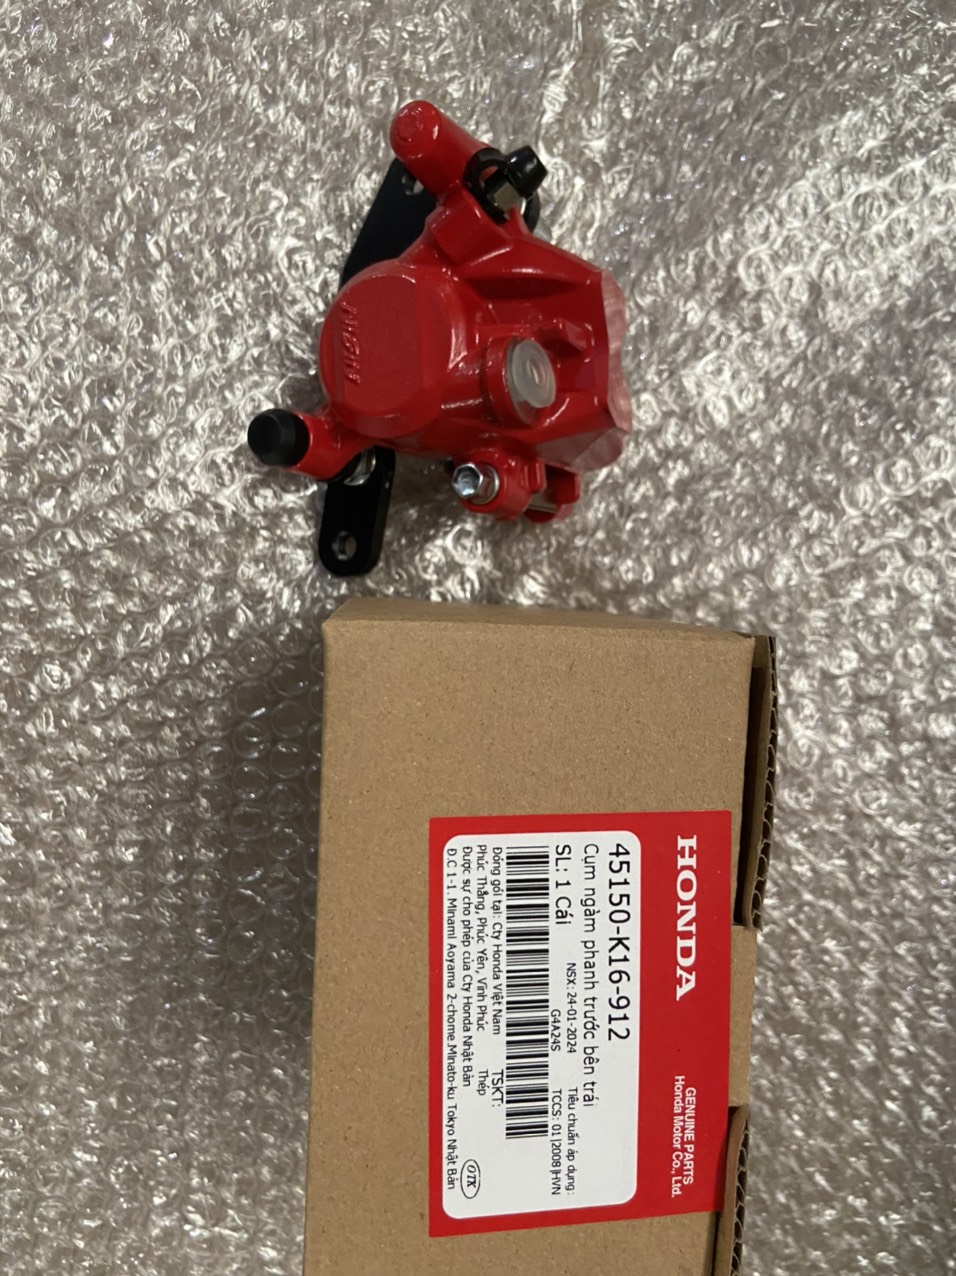 NISIN
HONDA
GENUINE PARTS
Honda Motor Co., Ltd.
45150-K16-912
Cụm ngàm phanh trước bên trái
SL: 1 Cái
NSX: 24-01-2024
Tiêu chuẩn áp dụng:
G4A24S
TCCS: 01|2008|HVN
Đóng gói tại: Cty Honda Việt Nam
TSKT:
Phúc Thắng, Phúc Yên, Vĩnh Phúc
Thép
Được sự cho phép của Cty Honda Nhật Bản
Đ.C 1-1. Minami Aoyama 2-chome.Minato-ku Tokyo Nhật Bản
OTK